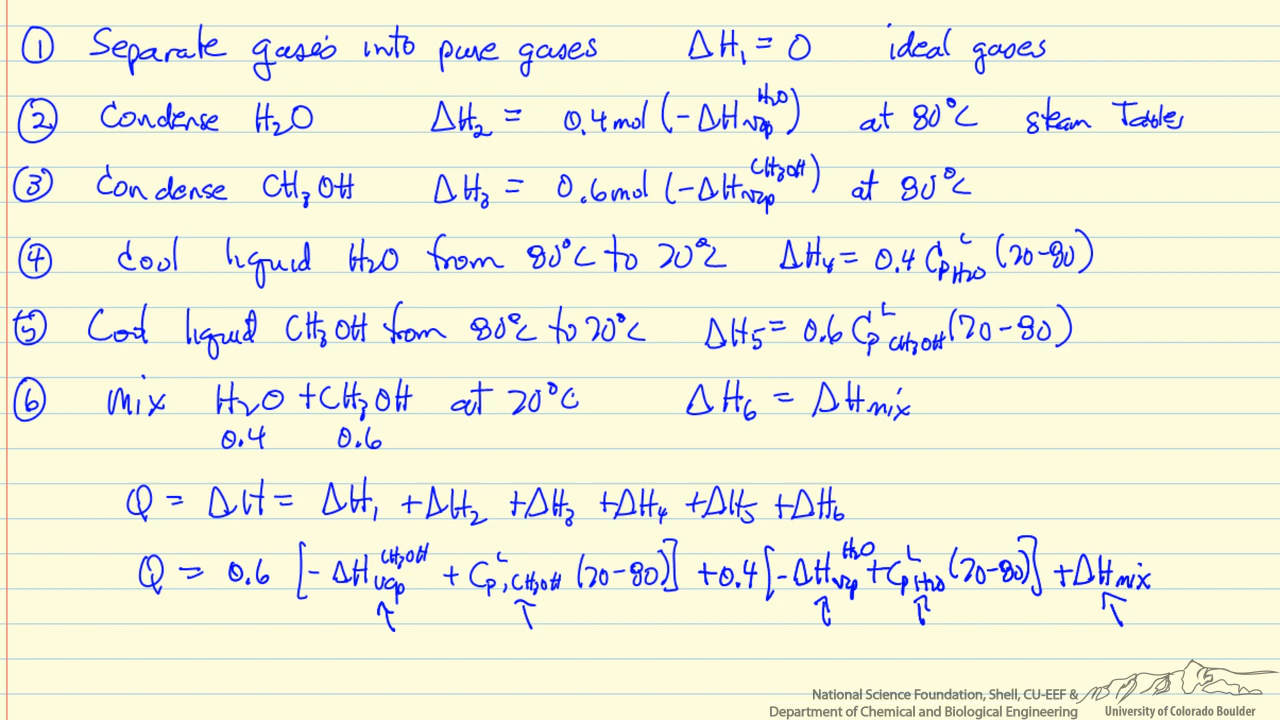 ① Separate gases into pure gases ΔH₁ = 0 ideal gases
② Condense H₂O ΔH₂ = 0.4 mol (-ΔH_vap^H₂O) at 80°C steam Tables
③ Condense CH₃OH ΔH₃ = 0.6 mol (-ΔH_vap^CH₃OH) at 80°C
④ Cool liquid H₂O from 80°C to 20°C ΔH₄ = 0.4 C_p H₂O^L (20-80)
⑤ Cool liquid CH₃OH from 80°C to 20°C ΔH₅ = 0.6 C_p CH₃OH^L (20-80)
⑥ mix H₂O + CH₃OH at 20°C ΔH₆ = ΔH_mix
0.4 0.6
Q = ΔH = ΔH₁ + ΔH₂ + ΔH₃ + ΔH₄ + ΔH₅ + ΔH₆
Q = 0.6 [-ΔH_vap^CH₃OH + C_p,CH₃OH^L (20-80)] + 0.4 [-ΔH_vap^H₂O + C_p H₂O^L (20-80)] + ΔH_mix
↑ ↑ ↑ ↑ ↑
National Science Foundation, Shell, CU-EEF &
Department of Chemical and Biological Engineering University of Colorado Boulder